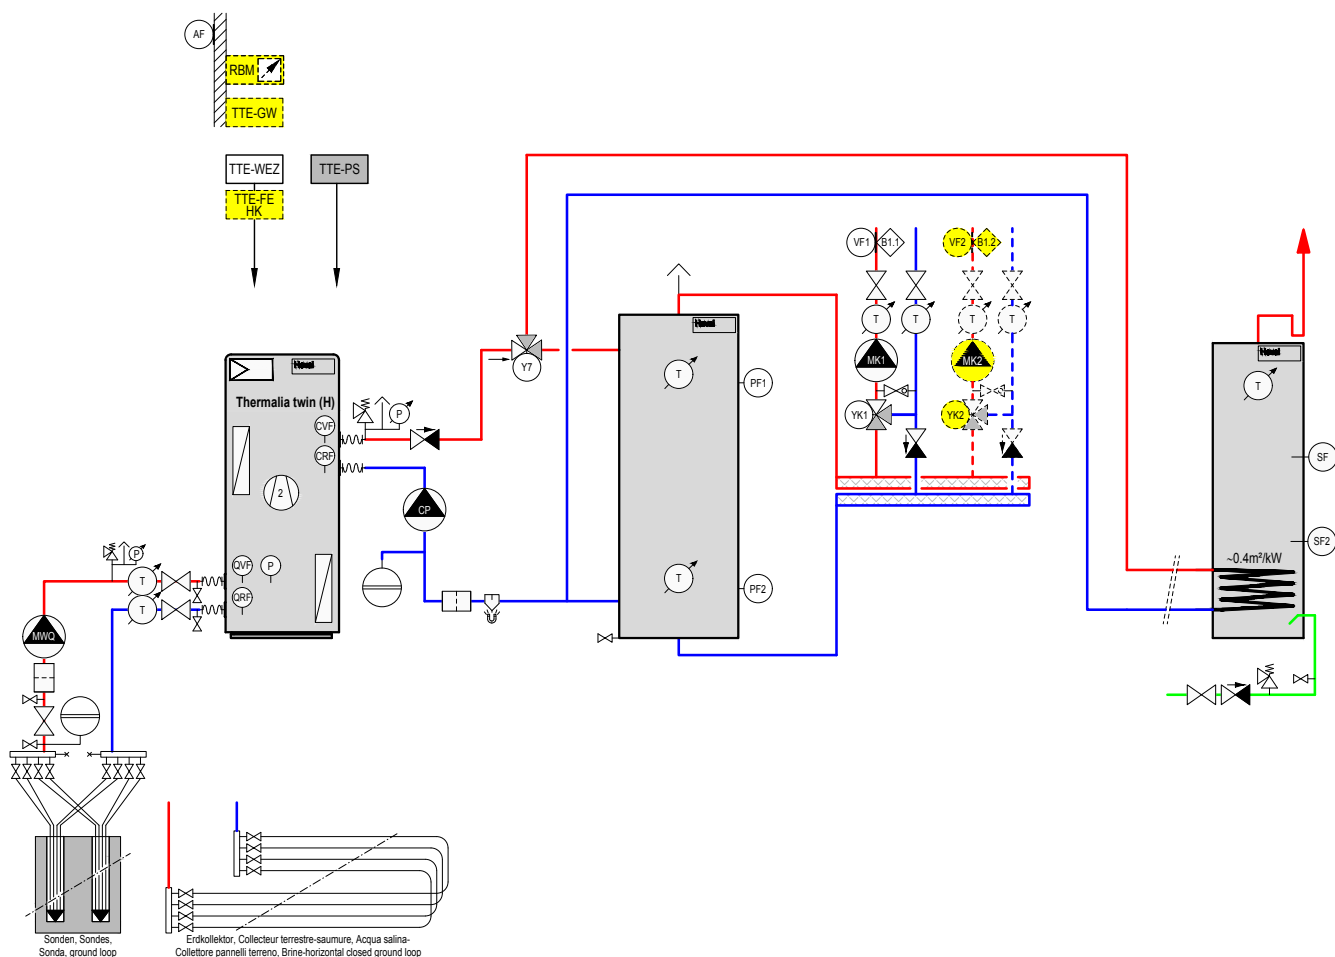 AF
RBM
TTE-GW
TTE-WEZ
TTE-PS
TTE-FE
HK
VF1
B1.1
VF2
B1.2
T
T
T
T
Hoval
Hoval
Hoval
Y7
T
PF1
MK1
MK2
T
Thermalia twin (H)
P
YK1
YK2
CVF
CRF
SF
2
CP
SF2
P
QVF
P
~0.4m²/kW
T
T
PF2
QRF
T
MWQ
Sonden, Sondes,
Sonda, ground loop
Erdkollektor, Collecteur terrestre-saumure, Acqua salina-
Collettore pannelli terreno, Brine-horizontal closed ground loop